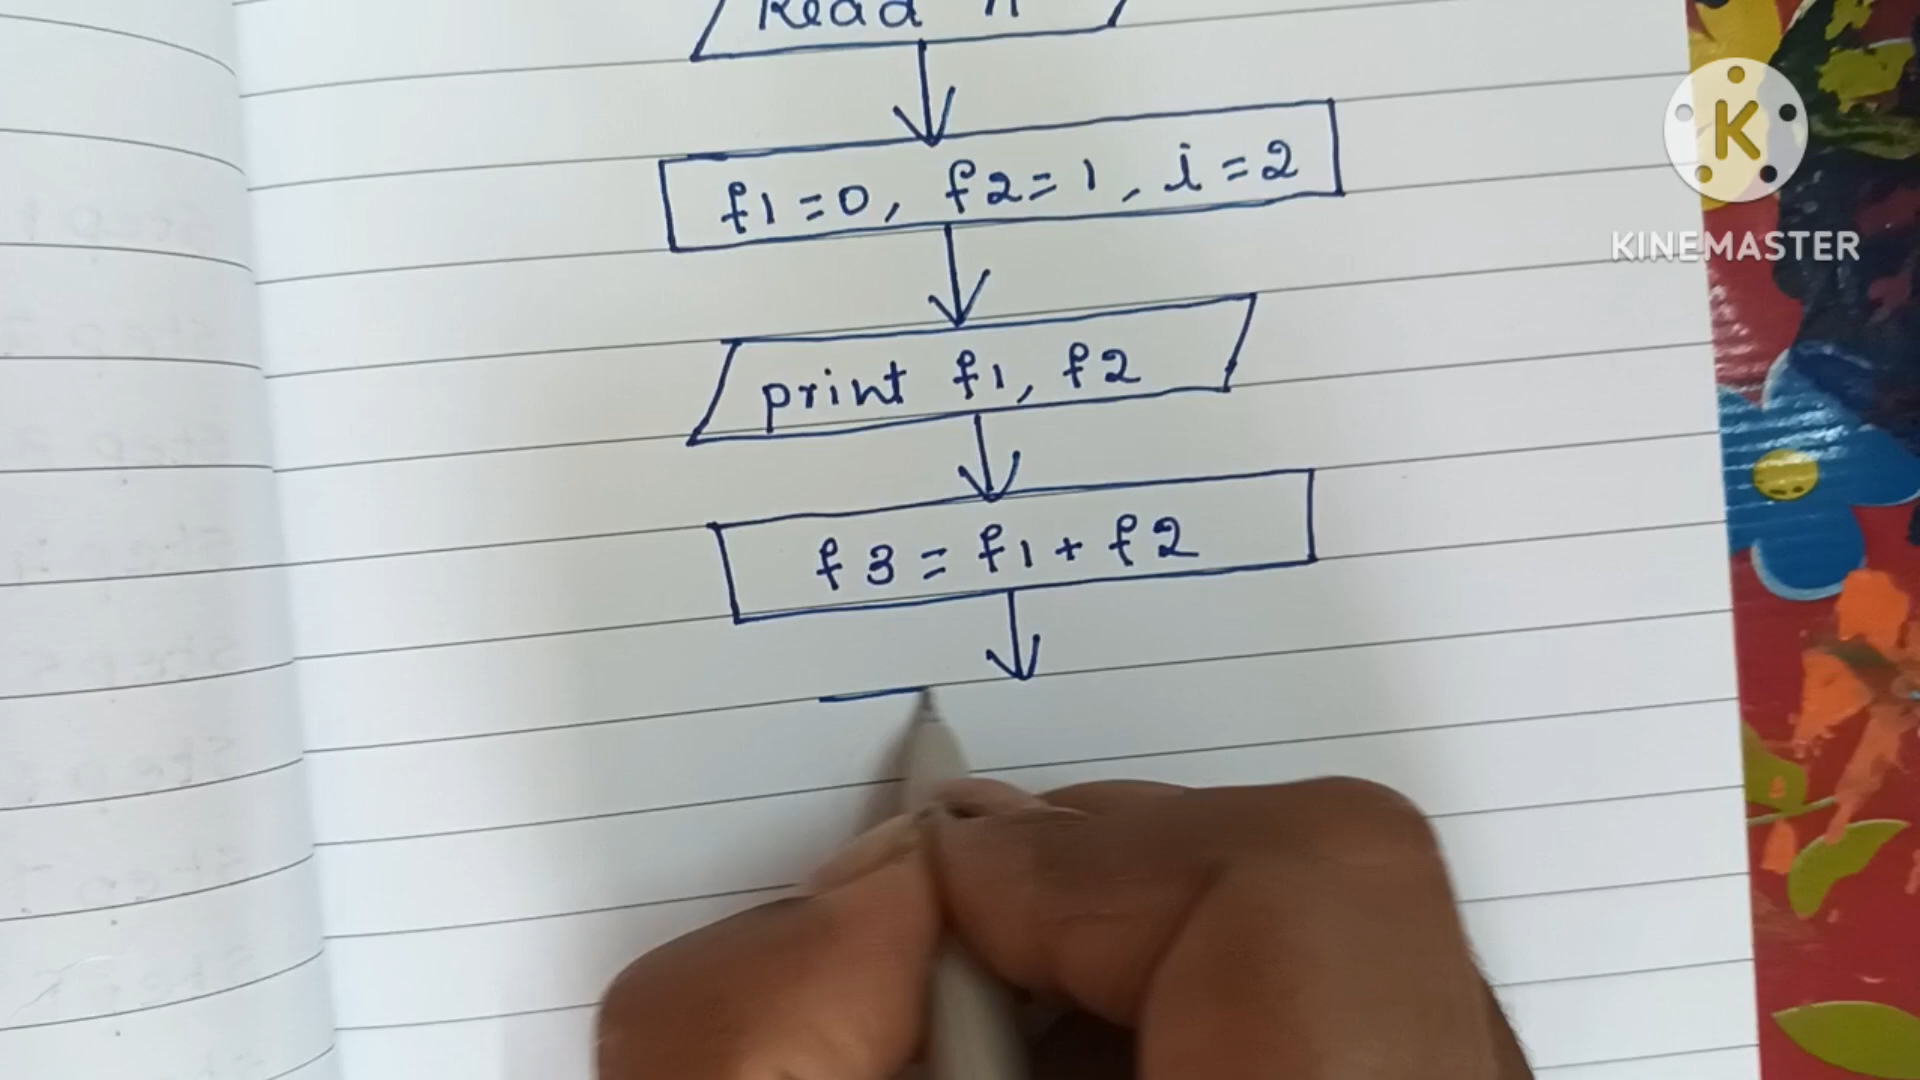 Read n
f1=0, f2=1, i=2
print f1, f2
f3 = f1 + f2
K
KINEMASTER